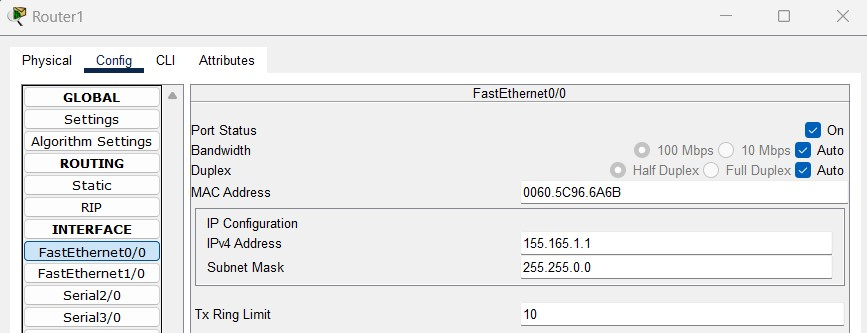 Router1
Physical Config CLI Attributes
GLOBAL
Settings
Algorithm Settings
ROUTING
Static
RIP
INTERFACE
FastEthernet0/0
FastEthernet1/0
Serial2/0
Serial3/0
FastEthernet0/0
Port Status On
Bandwidth 100 Mbps 10 Mbps Auto
Duplex Half Duplex Full Duplex Auto
MAC Address 0060.5C96.6A6B
IP Configuration
IPv4 Address 155.165.1.1
Subnet Mask 255.255.0.0
Tx Ring Limit 10